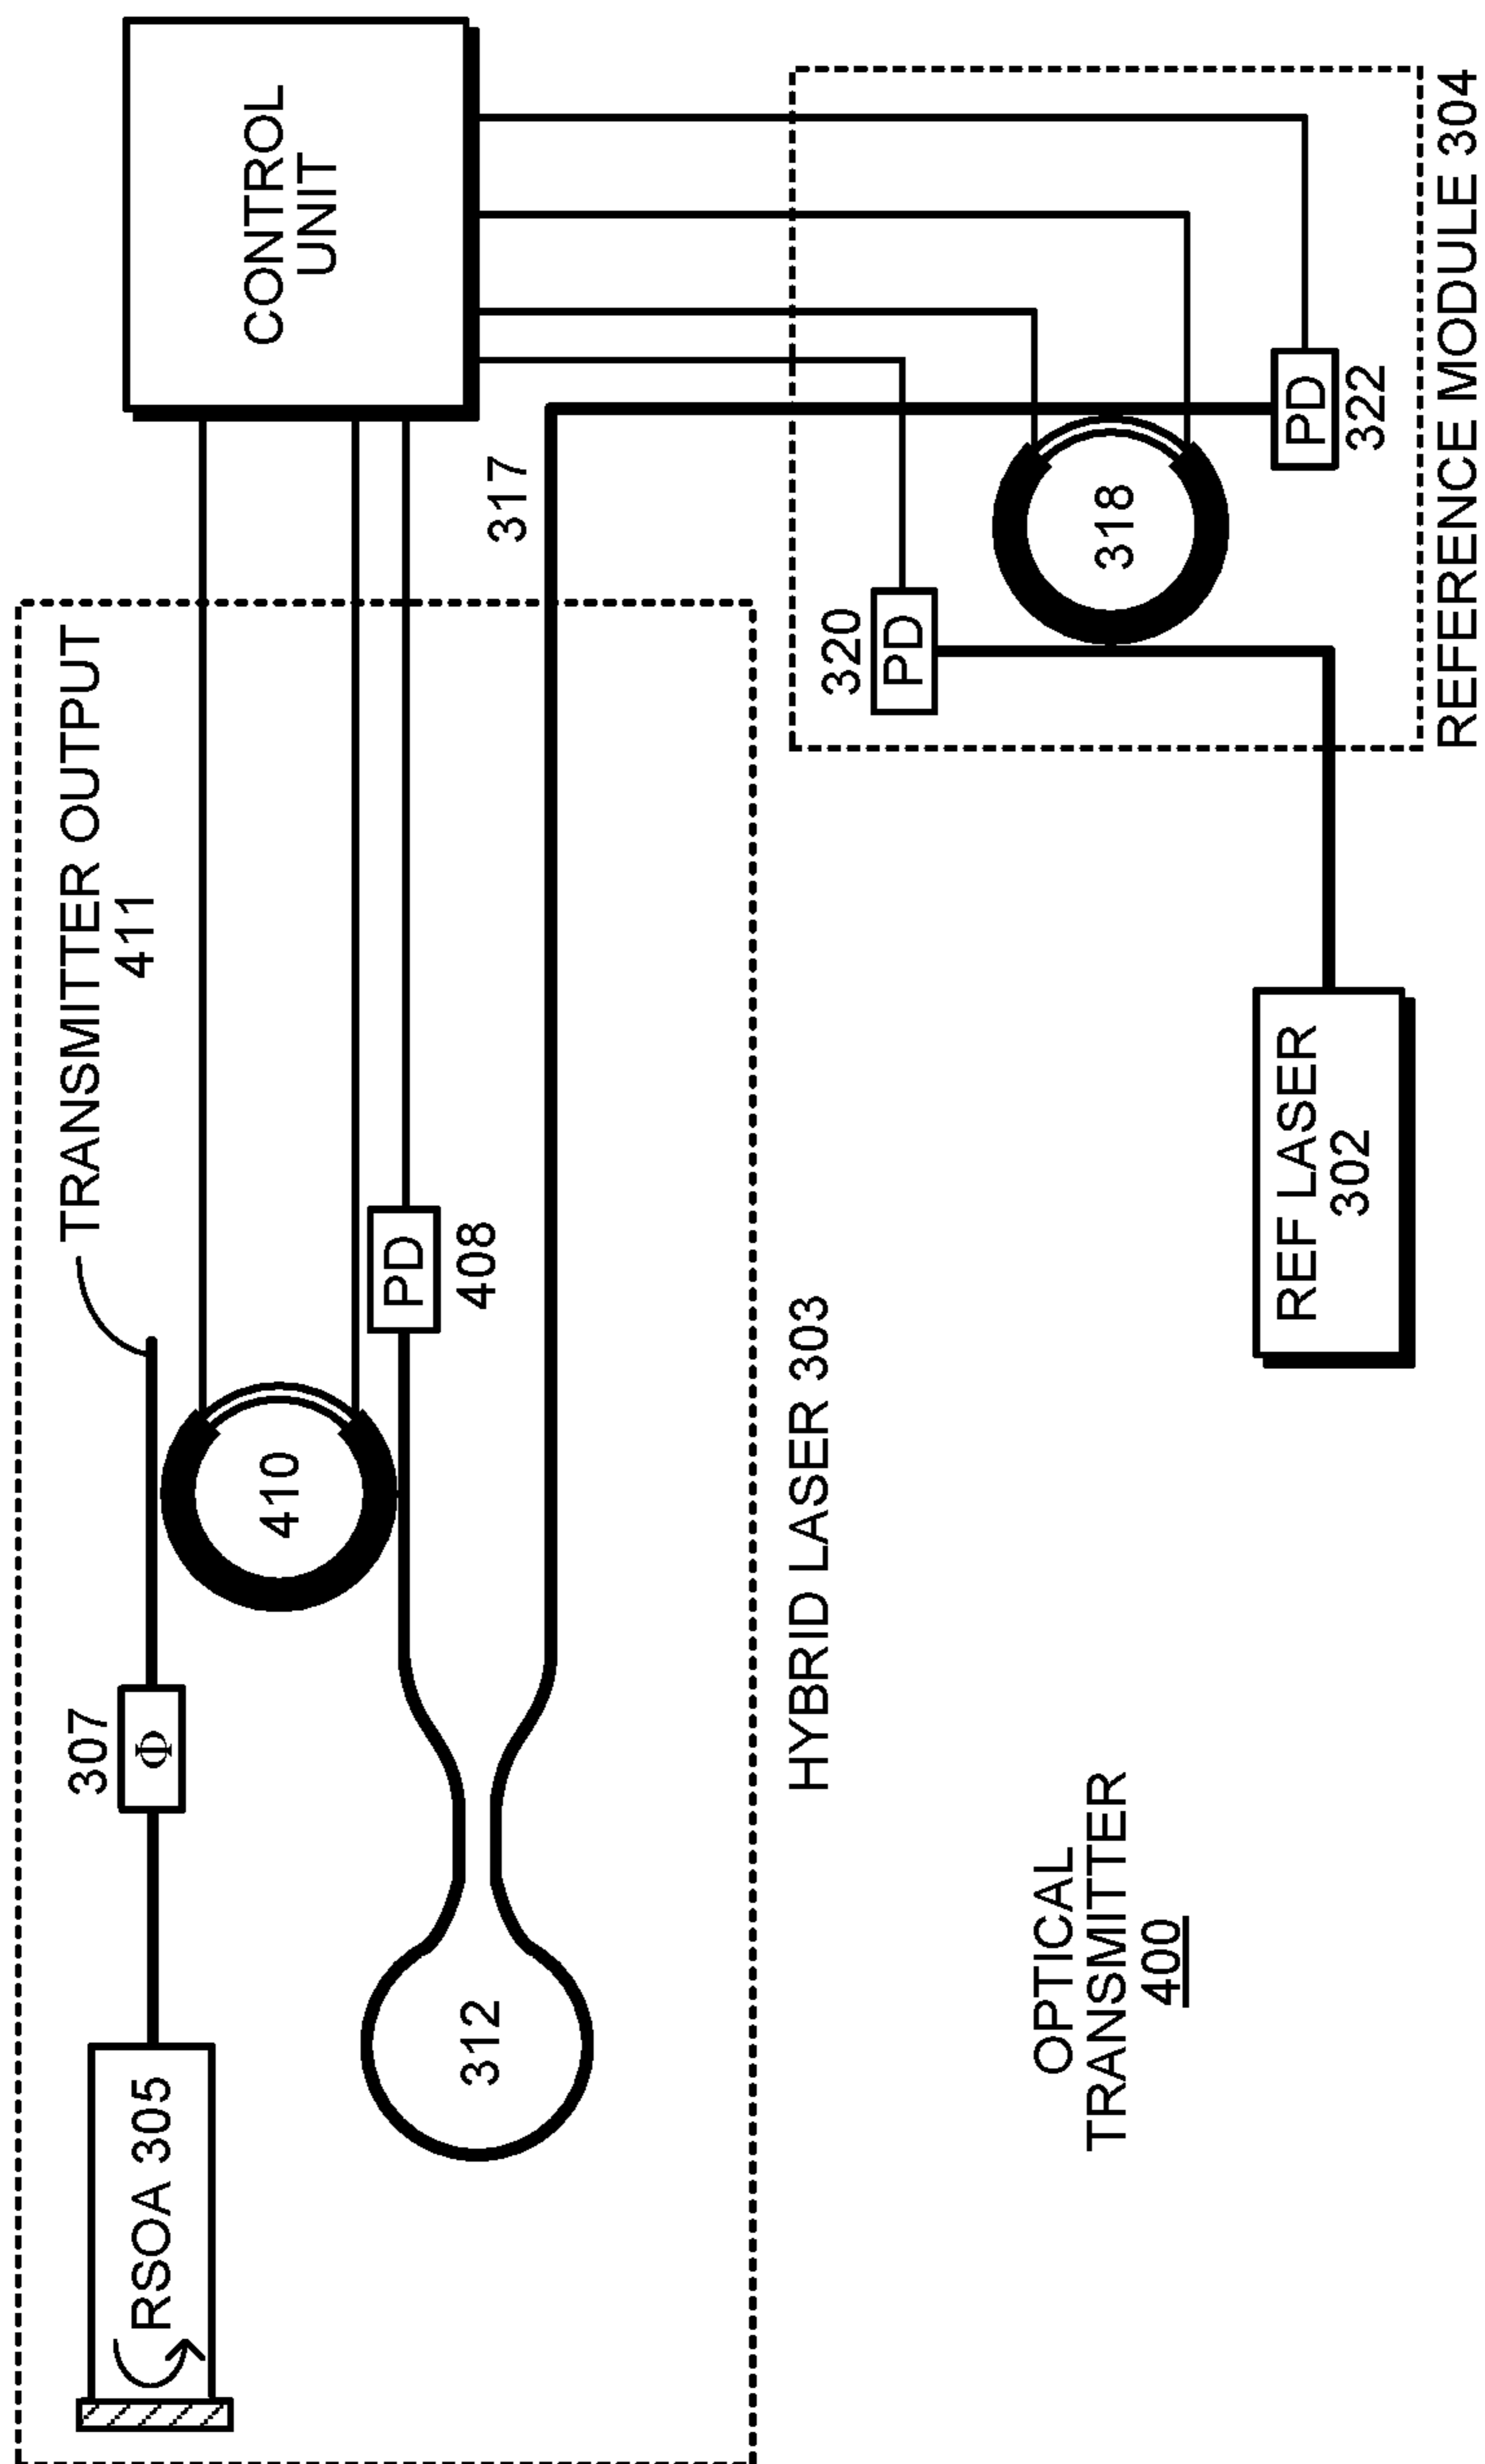 TRANSMITTER OUTPUT
411
CONTROL
UNIT
307
Φ
RSOA 305
410
PD
408
317
312
HYBRID LASER 303
320
PD
318
PD
322
REFERENCE MODULE 304
REF LASER
302
OPTICAL
TRANSMITTER
400